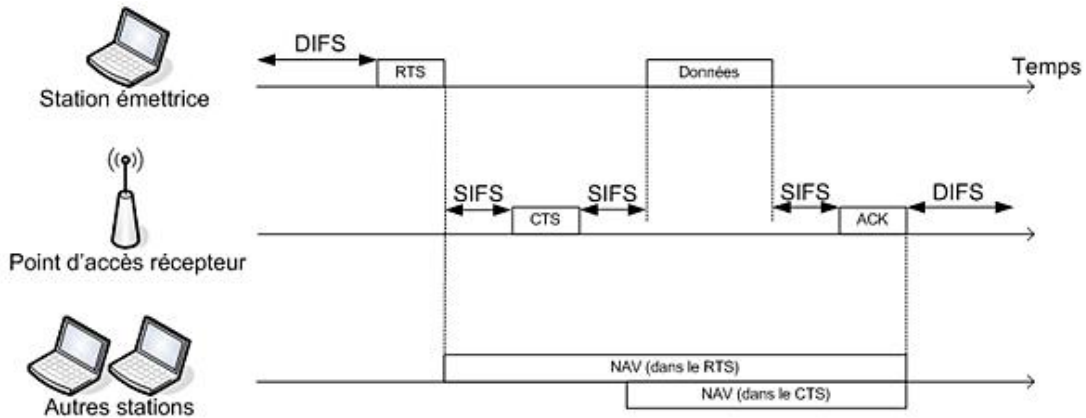 DIFS
RTS
Données
Temps
Station émettrice
SIFS
SIFS
SIFS
DIFS
CTS
ACK
Point d'accès récepteur
NAV (dans le RTS)
NAV (dans le CTS)
Autres stations